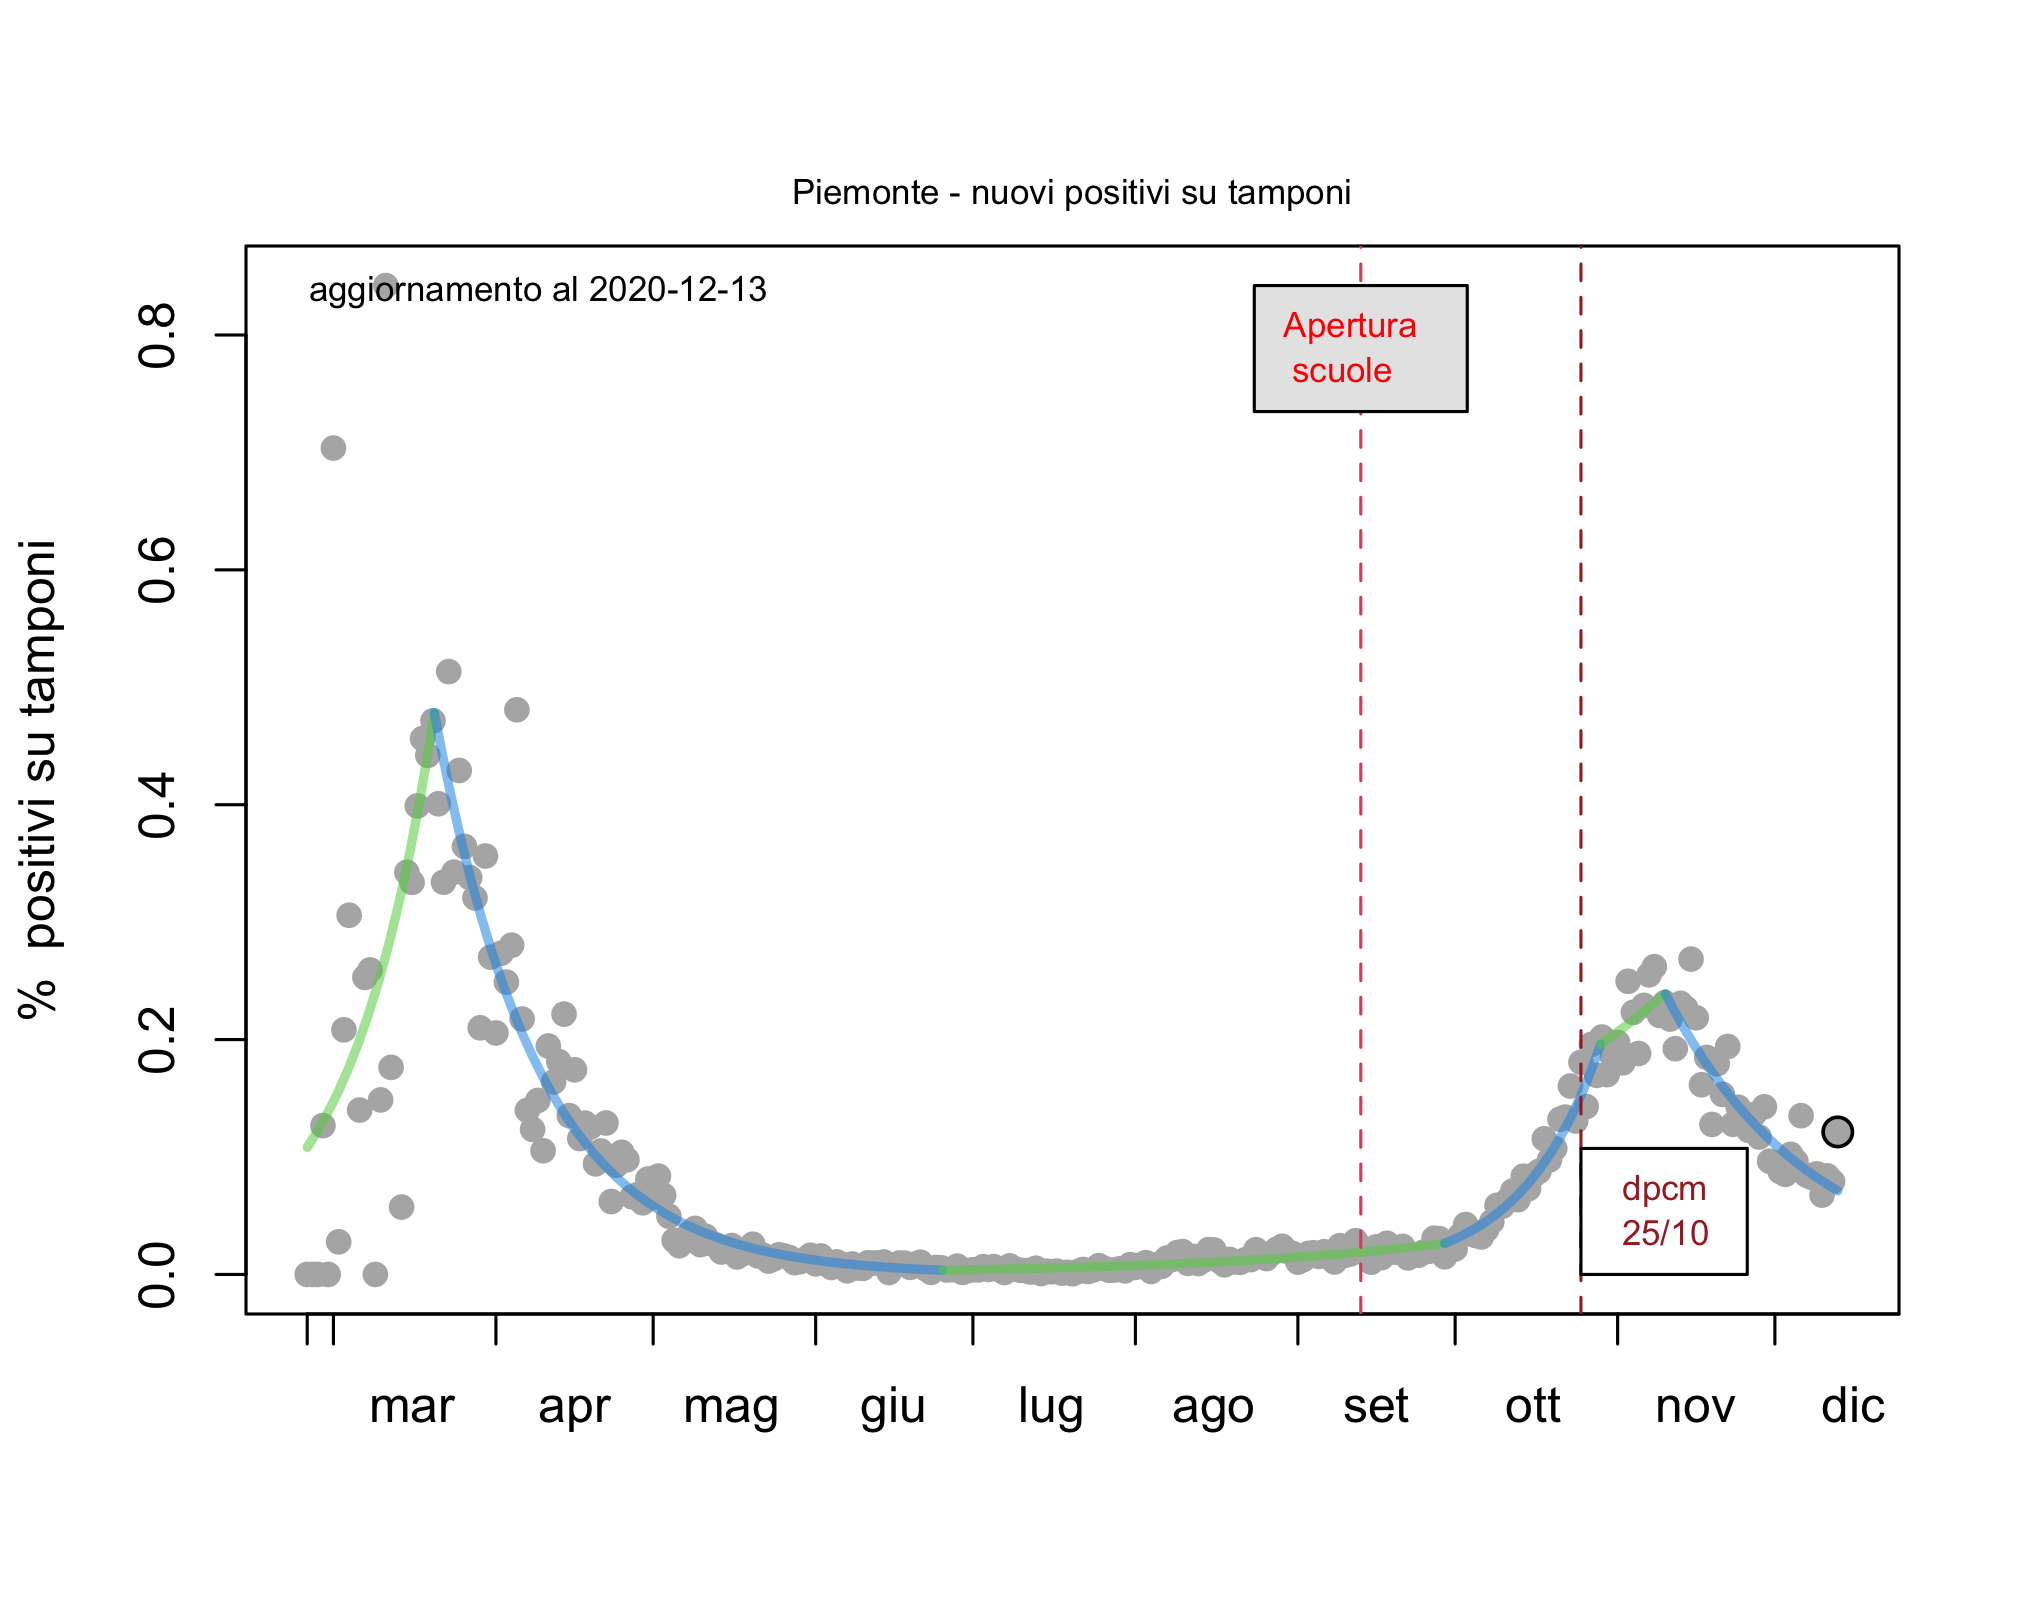 Piemonte - nuovi positivi su tamponi
aggiornamento al 2020-12-13
Apertura
scuole
dpcm
25/10
% positivi su tamponi
0.8
0.6
0.4
0.2
0.0
mar apr mag giu lug ago set ott nov dic